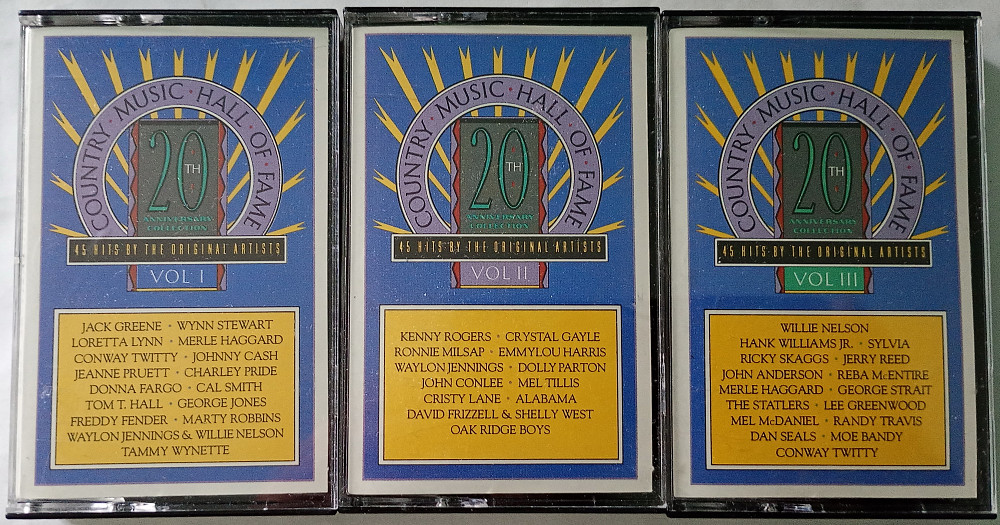 COUNTRY · MUSIC · HALL · OF · FAME
20TH
ANNIVERSARY
COLLECTION
45 HITS BY THE ORIGINAL ARTISTS
VOL I
JACK GREENE · WYNN STEWART
LORETTA LYNN · MERLE HAGGARD
CONWAY TWITTY · JOHNNY CASH
JEANNE PRUETT · CHARLEY PRIDE
DONNA FARGO · CAL SMITH
TOM T. HALL · GEORGE JONES
FREDDY FENDER · MARTY ROBBINS
WAYLON JENNINGS & WILLIE NELSON
TAMMY WYNETTE
COUNTRY · MUSIC · HALL · OF · FAME
20TH
ANNIVERSARY
COLLECTION
45 HITS BY THE ORIGINAL ARTISTS
VOL II
KENNY ROGERS · CRYSTAL GAYLE
RONNIE MILSAP · EMMYLOU HARRIS
WAYLON JENNINGS · DOLLY PARTON
JOHN CONLEE · MEL TILLIS
CRISTY LANE · ALABAMA
DAVID FRIZZELL & SHELLY WEST
OAK RIDGE BOYS
COUNTRY · MUSIC · HALL · OF · FAME
20TH
ANNIVERSARY
COLLECTION
45 HITS BY THE ORIGINAL ARTISTS
VOL III
WILLIE NELSON
HANK WILLIAMS JR. · SYLVIA
RICKY SKAGGS · JERRY REED
JOHN ANDERSON · REBA McENTIRE
MERLE HAGGARD · GEORGE STRAIT
THE STATLERS · LEE GREENWOOD
MEL McDANIEL · RANDY TRAVIS
DAN SEALS · MOE BANDY
CONWAY TWITTY